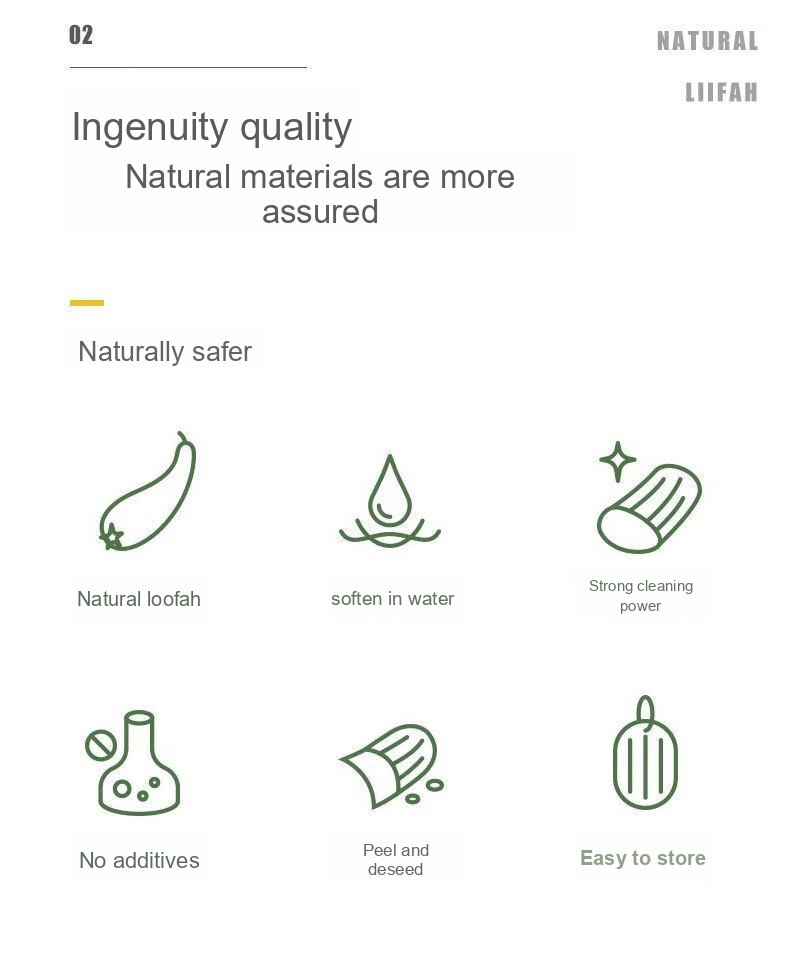 02
NATURAL
LIIFAH
Ingenuity quality
Natural materials are more
assured
Naturally safer
Natural loofah
soften in water
Strong cleaning
power
No additives
Peel and
deseed
Easy to store